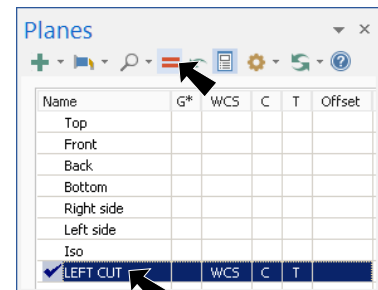 Planes
Name G* WCS C T Offset
Top
Front
Back
Bottom
Right side
Left side
Iso
LEFT CUT WCS C T